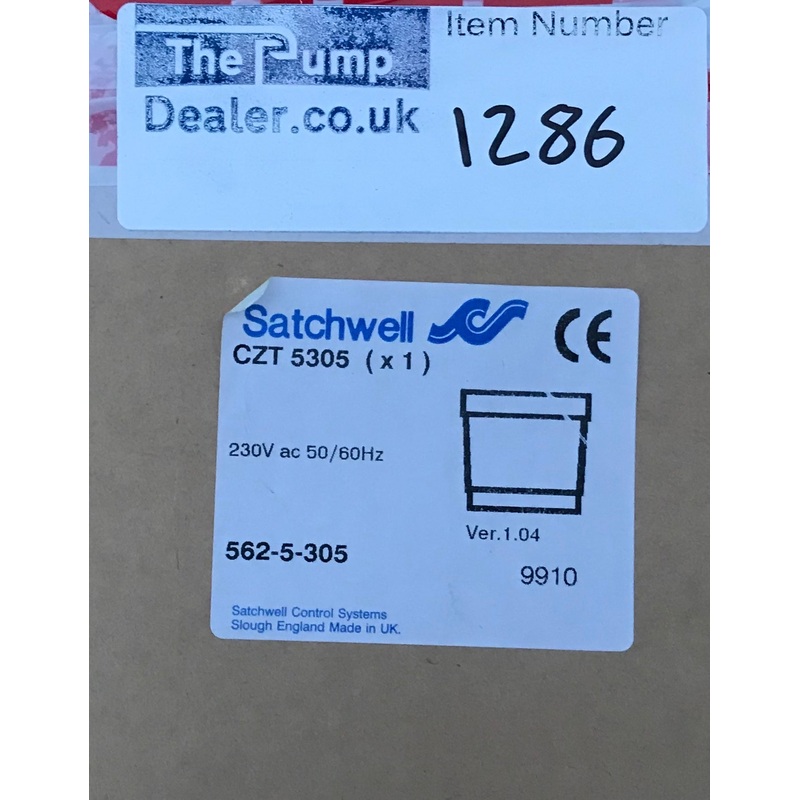 The Pump
Dealer.co.uk
Item Number
1286
Satchwell
CE
CZT 5305 (x1)
230V ac 50/60Hz
Ver.1.04
562-5-305
9910
Satchwell Control Systems
Slough England Made in UK.